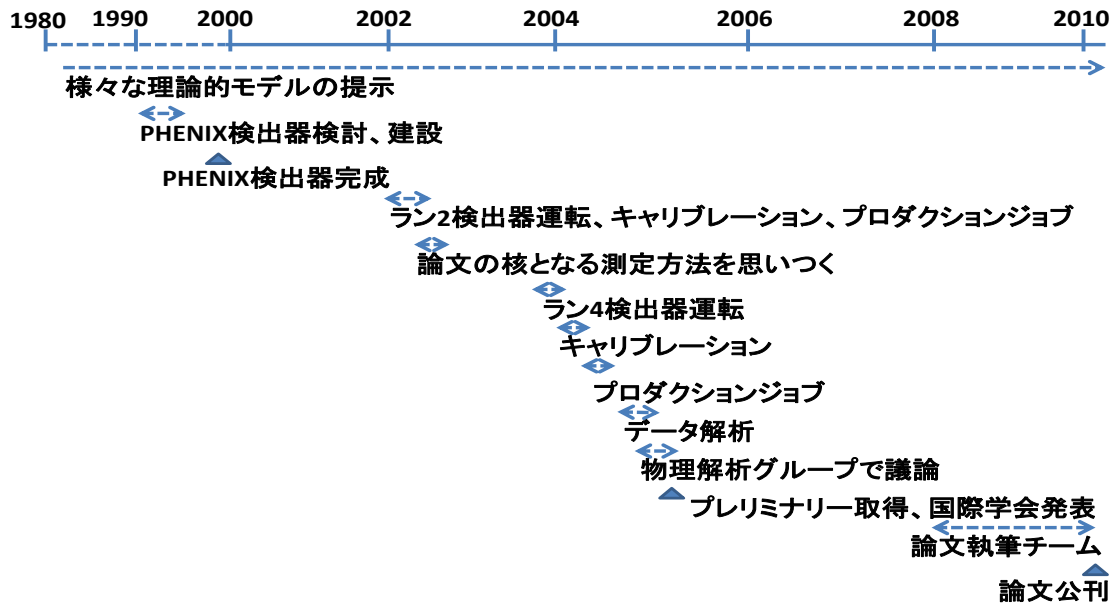 1980 1990 2000 2002 2004 2006 2008 2010
様々な理論的モデルの提示
PHENIX検出器検討、建設
PHENIX検出器完成
ラン2検出器運転、キャリブレーション、プロダクションジョブ
論文の核となる測定方法を思いつく
ラン4検出器運転
キャリブレーション
プロダクションジョブ
データ解析
物理解析グループで議論
プレリミナリー取得、国際学会発表
論文執筆チーム
論文公刊